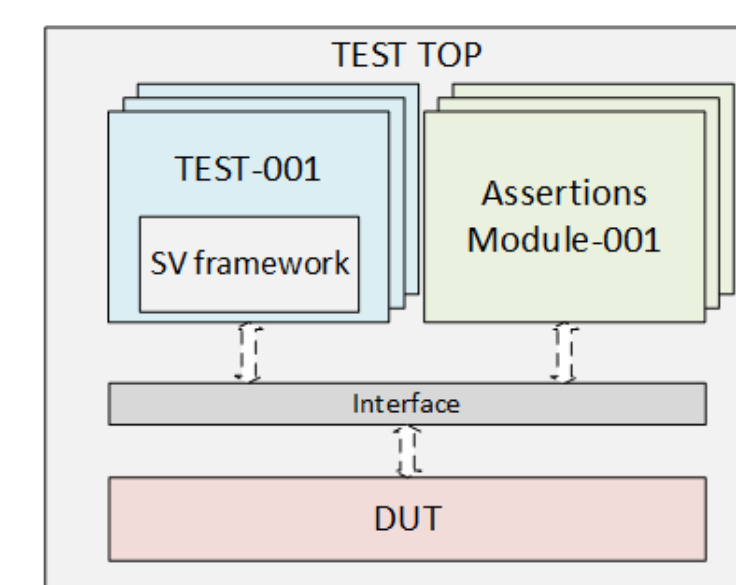 TEST TOP
TEST-001
SV framework
Assertions
Module-001
Interface
DUT